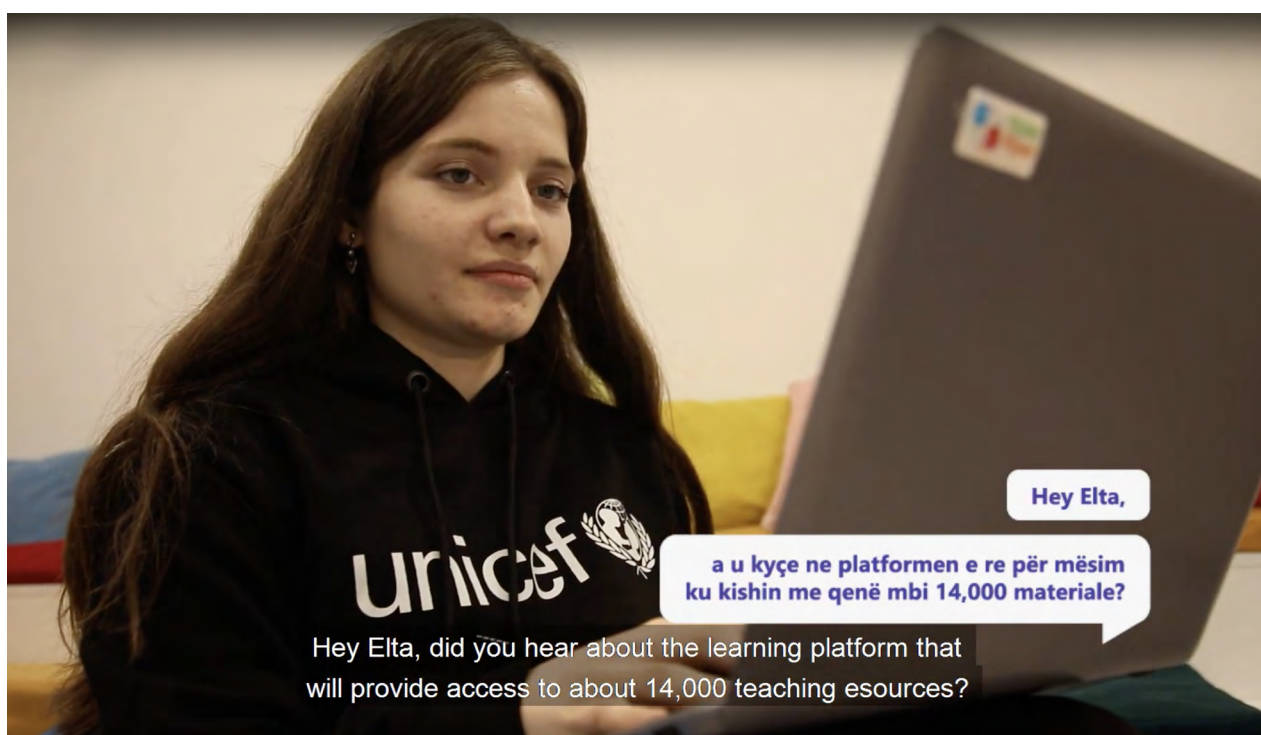 unicef
Hey Elta,
a u kyçe ne platformen e re për mësim
ku kishin me qenë mbi 14,000 materiale?
Hey Elta, did you hear about the learning platform that
will provide access to about 14,000 teaching esources?